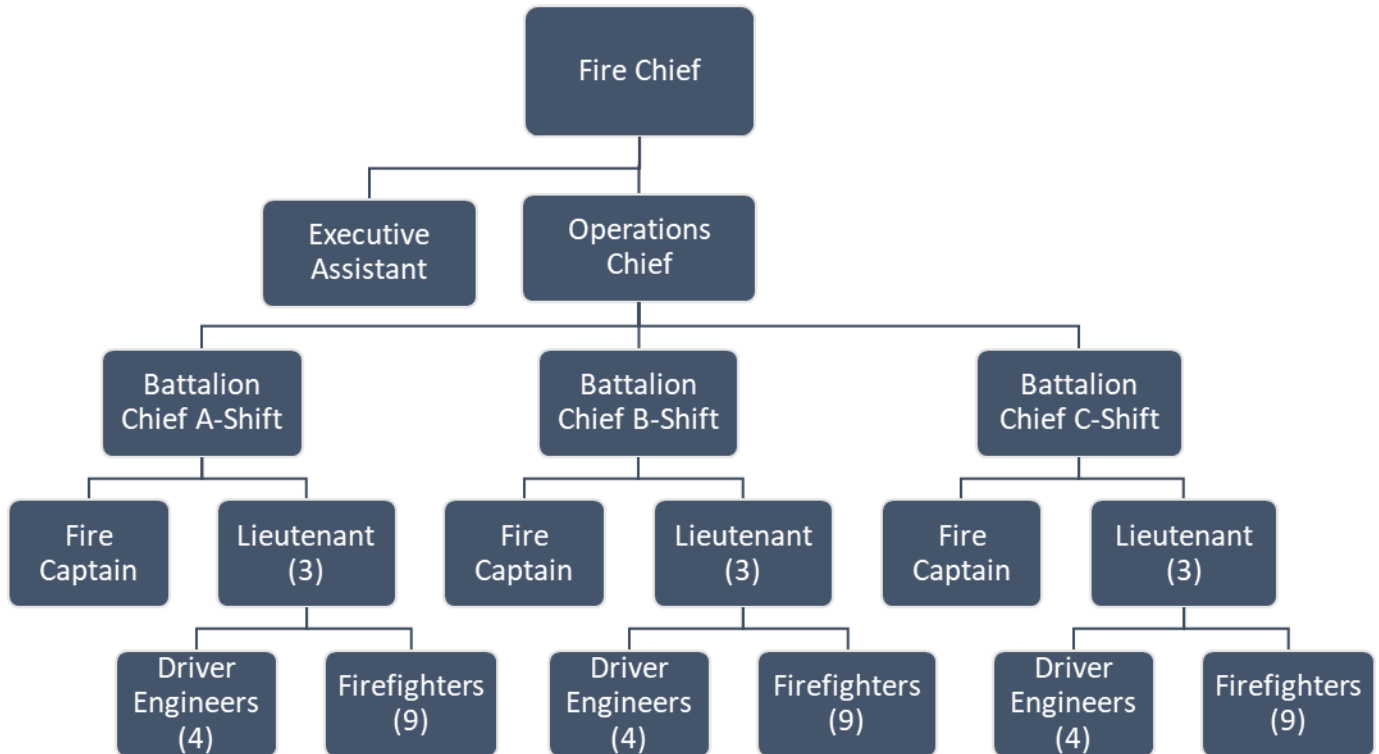 Fire Chief
Executive
Assistant
Operations
Chief
Battalion
Chief A-Shift
Battalion
Chief B-Shift
Battalion
Chief C-Shift
Fire
Captain
Lieutenant
(3)
Fire
Captain
Lieutenant
(3)
Fire
Captain
Lieutenant
(3)
Driver
Engineers
(4)
Firefighters
(9)
Driver
Engineers
(4)
Firefighters
(9)
Driver
Engineers
(4)
Firefighters
(9)